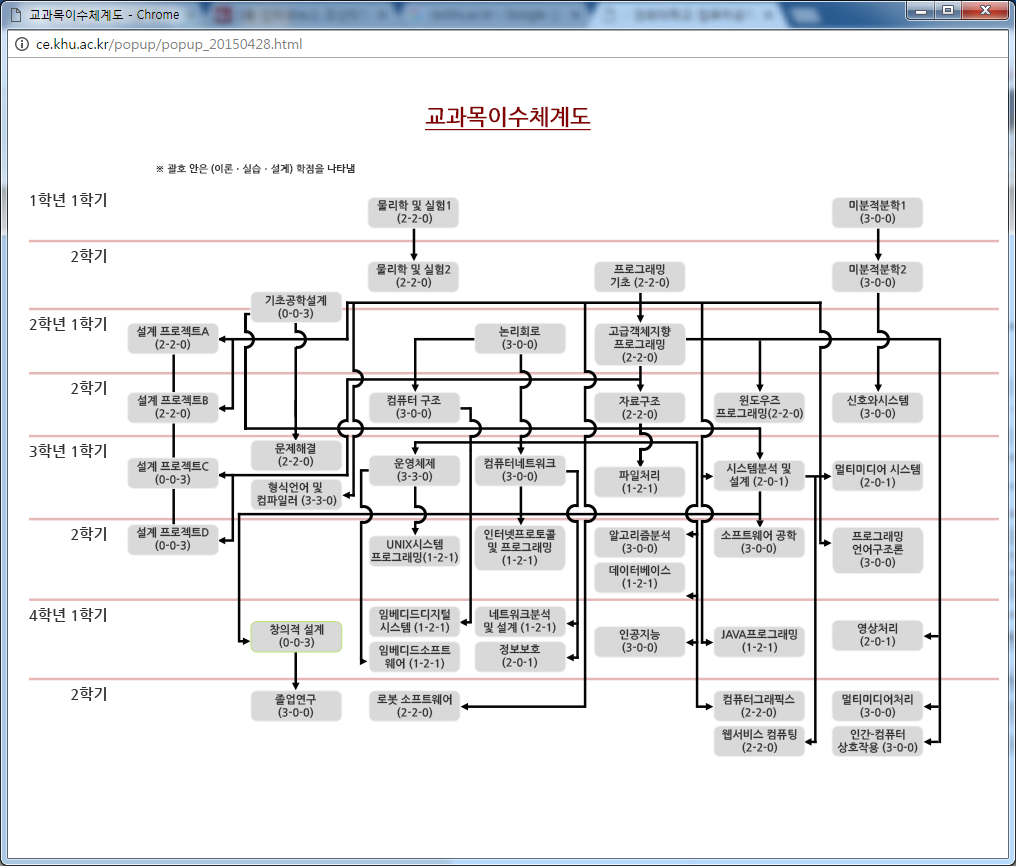 교과목이수체계도 - Chrome
ce.khu.ac.kr/popup/popup_20150428.html
교과목이수체계도
※ 괄호 안은 (이론 · 실습 · 설계) 학점을 나타냄
1학년 1학기
물리학 및 실험1
(2-2-0)
미분적분학1
(3-0-0)
2학기
물리학 및 실험2
(2-2-0)
프로그래밍
기초 (2-2-0)
미분적분학2
(3-0-0)
기초공학설계
(0-0-3)
2학년 1학기
설계 프로젝트A
(2-2-0)
논리회로
(3-0-0)
고급객체지향
프로그래밍
(2-2-0)
2학기
설계 프로젝트B
(2-2-0)
컴퓨터 구조
(3-0-0)
자료구조
(2-2-0)
윈도우즈
프로그래밍(2-2-0)
신호와시스템
(3-0-0)
3학년 1학기
설계 프로젝트C
(0-0-3)
문제해결
(2-2-0)
형식언어 및
컴파일러 (3-3-0)
운영체제
(3-3-0)
컴퓨터네트워크
(3-0-0)
파일처리
(1-2-1)
시스템분석 및
설계 (2-0-1)
멀티미디어 시스템
(2-0-1)
2학기
설계 프로젝트D
(0-0-3)
UNIX시스템
프로그래밍(1-2-1)
인터넷프로토콜
및 프로그래밍
(1-2-1)
알고리즘분석
(3-0-0)
데이터베이스
(1-2-1)
소프트웨어 공학
(3-0-0)
프로그래밍
언어구조론
(3-0-0)
4학년 1학기
창의적 설계
(0-0-3)
임베디드디지털
시스템 (1-2-1)
임베디드소프트
웨어 (1-2-1)
네트워크분석
및 설계 (1-2-1)
정보보호
(2-0-1)
인공지능
(3-0-0)
JAVA프로그래밍
(1-2-1)
영상처리
(2-0-1)
2학기
졸업연구
(3-0-0)
로봇 소프트웨어
(2-2-0)
컴퓨터그래픽스
(2-2-0)
웹서비스 컴퓨팅
(2-2-0)
멀티미디어처리
(3-0-0)
인간-컴퓨터
상호작용 (3-0-0)